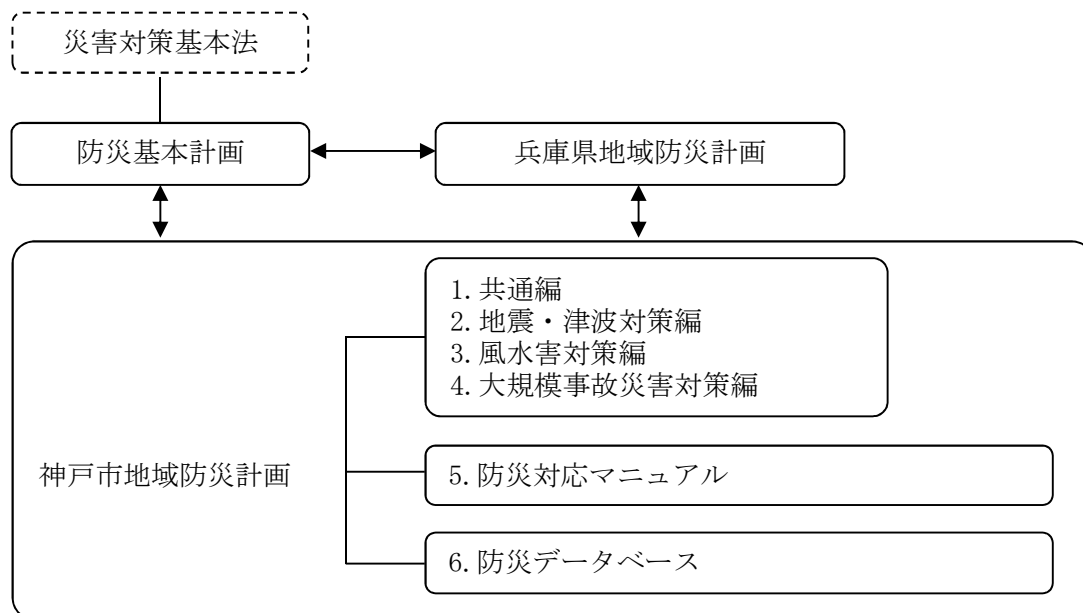 災害対策基本法
防災基本計画
兵庫県地域防災計画
1. 共通編
2. 地震・津波対策編
3. 風水害対策編
4. 大規模事故災害対策編
神戸市地域防災計画
5. 防災対応マニュアル
6. 防災データベース